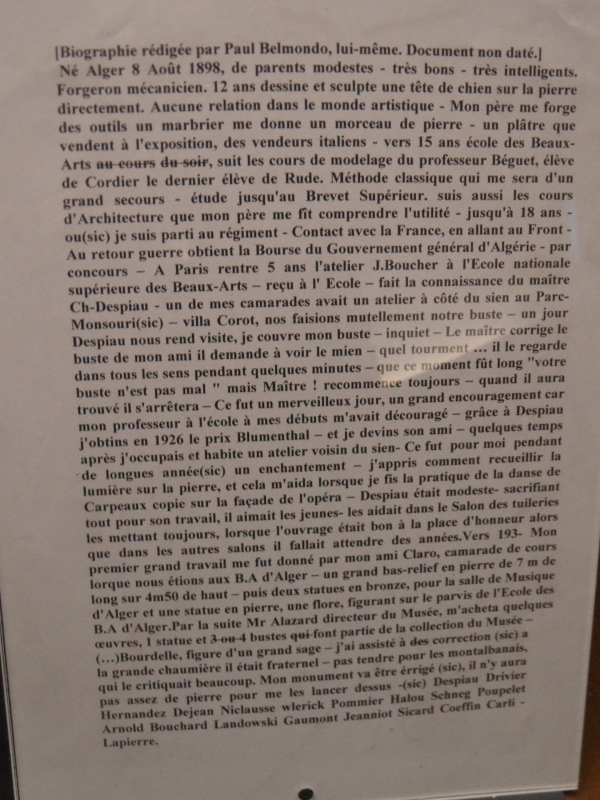 [Biographie rédigée par Paul Belmondo, lui-même. Document non daté.]
Né Alger 8 Août 1898, de parents modestes - très bons - très intelligents.
Forgeron mécanicien. 12 ans dessine et sculpte une tête de chien sur la pierre
directement. Aucune relation dans le monde artistique - Mon père me forge
des outils un marbrier me donne un morceau de pierre - un plâtre que
vendent à l'exposition, des vendeurs italiens - vers 15 ans école des Beaux-
Arts au cours du soir, suit les cours de modelage du professeur Béguet, élève
de Cordier le dernier élève de Rude. Méthode classique qui me sera d'un
grand secours - étude jusqu'au Brevet Supérieur. suis aussi les cours
d'Architecture que mon père me fit comprendre l'utilité - jusqu'à 18 ans -
ou(sic) je suis parti au régiment - Contact avec la France, en allant au Front -
Au retour guerre obtient la Bourse du Gouvernement général d'Algérie - par
concours – A Paris rentre 5 ans l'atelier J.Boucher à l'Ecole nationale
supérieure des Beaux-Arts – reçu à l' Ecole – fait la connaissance du maître
Ch-Despiau - un de mes camarades avait un atelier à côté du sien au Parc-
Monsouri(sic) – villa Corot, nos faisions mutellement notre buste – un jour
Despiau nous rend visite, je couvre mon buste – inquiet – Le maître corrige le
buste de mon ami il demande à voir le mien – quel tourment ... il le regarde
dans tous les sens pendant quelques minutes – que ce moment fût long "votre
buste n'est pas mal " mais Maître ! recommence toujours – quand il aura
trouvé il s'arrêtera – Ce fut un merveilleux jour, un grand encouragement car
mon professeur à l'école à mes débuts m'avait découragé – grâce à Despiau
j'obtins en 1926 le prix Blumenthal – et je devins son ami – quelques temps
après j'occupais et habite un atelier voisin du sien- Ce fut pour moi pendant
de longues année(sic) un enchantement – j'appris comment recueillir la
lumière sur la pierre, et cela m'aida lorsque je fis la pratique de la danse de
Carpeaux copie sur la façade de l'opéra – Despiau était modeste- sacrifiant
tout pour son travail, il aimait les jeunes- les aidait dans le Salon des tuileries
les mettant toujours, lorsque l'ouvrage était bon à la place d'honneur alors
que dans les autres salons il fallait attendre des années.Vers 193- Mon
premier grand travail me fut donné par mon ami Claro, camarade de cours
lorque nous étions aux B.A d'Alger – un grand bas-relief en pierre de 7 m de
long sur 4m50 de haut – puis deux statues en bronze, pour la salle de Musique
d'Alger et une statue en pierre, une flore, figurant sur le parvis de l'Ecole des
B.A d'Alger.Par la suite Mr Alazard directeur du Musée, m'acheta quelques
œuvres, 1 statue et 3 ou 4 bustes qui font partie de la collection du Musée –
(...)Bourdelle, figure d'un grand sage – j'ai assisté à des correction (sic) a
la grande chaumière il était fraternel – pas tendre pour les montalbanais,
qui le critiquait beaucoup. Mon monument va être érrigé (sic), il n'y aura
pas assez de pierre pour me les lancer dessus -(sic) Despiau Drivier
Hernandez Dejean Niclausse wlerick Pommier Halou Schneg Poupelet
Arnold Bouchard Landowski Gaumont Jeanniot Sicard Coeffin Carli -
Lapierre.